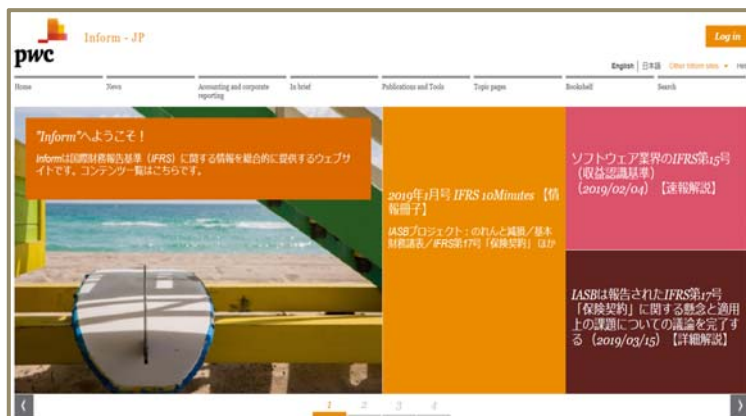 pwc
Inform - JP
Log in
English | 日本語 Other Inform sites
Home
News
Accounting and corporate
reporting
In brief
Publications and Tools
Topic pages
Bookshelf
Search
"Inform"へようこそ！
Informは国際財務報告基準（IFRS）に関する情報を総合的に提供するウェブサ
イトです。コンテンツ一覧はこちらです。
2019年1月号 IFRS 10Minutes 【情
報冊子】
IASBプロジェクト：のれんと減損／基本
財務諸表／IFRS第17号「保険契約」ほか
ソフトウェア業界のIFRS第15号
（収益認識基準）
（2019/02/04）【速報解説】
IASBは報告されたIFRS第17号
「保険契約」に関する懸念と適用
上の課題についての議論を完了す
る（2019/03/15）【詳細解説】
1 2 3 4